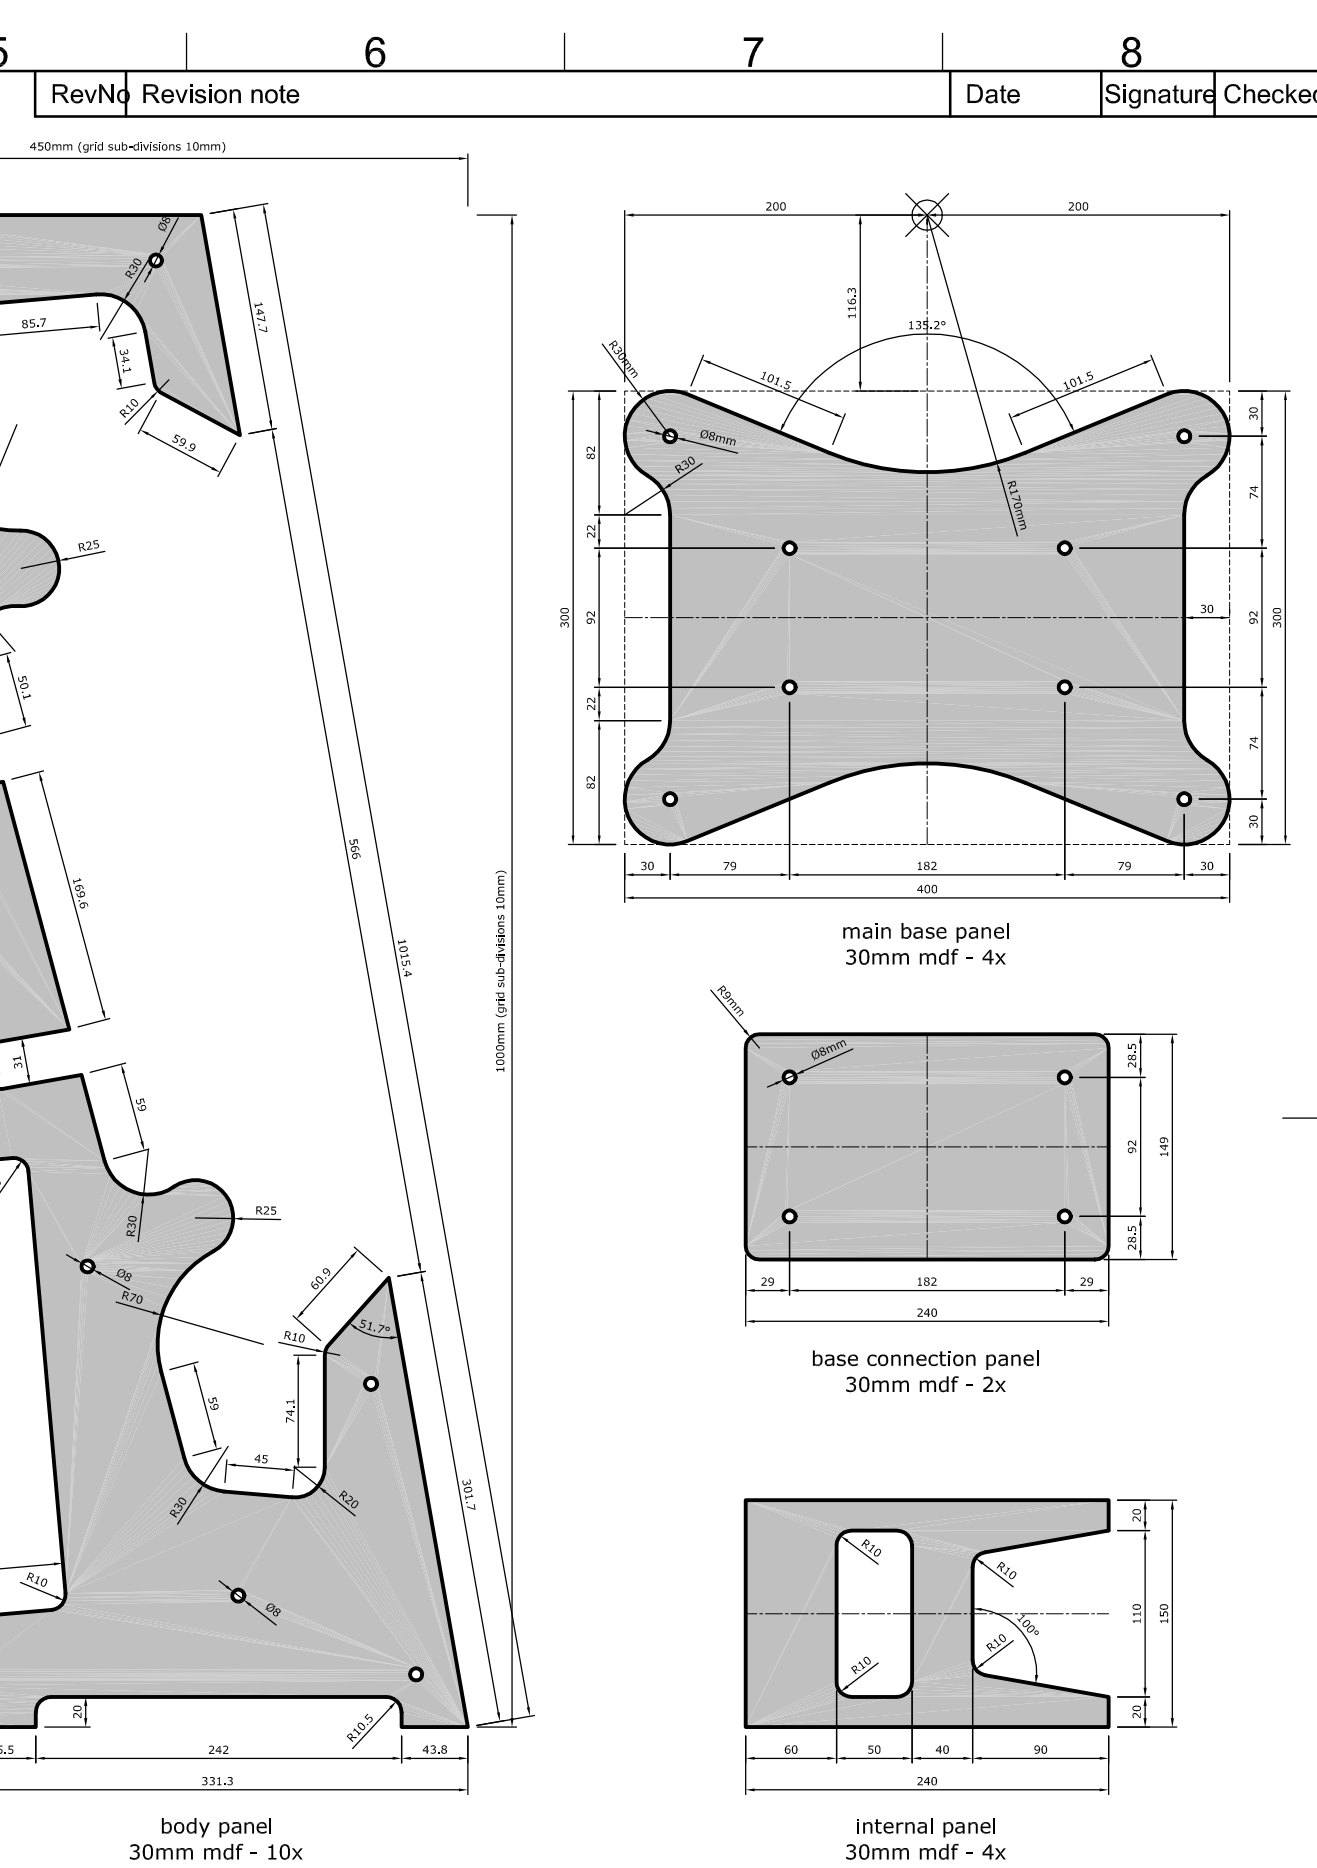 6
7
8
RevNo
Revision note
Date
Signature
Checked
450mm (grid sub-divisions 10mm)
Ø8
R30
85.7
34.1
R10
59.9
147.7
R25
50.1
169.6
31
59
566
1015.4
1000mm (grid sub-divisions 10mm)
R30
R25
Ø8
R70
60.9
51.7°
R10
59
74.1
45
R30
R20
301.7
R10
Ø8
20
R10.5
242
43.8
331.3
body panel
30mm mdf - 10x
200
200
116.3
135.2°
R30mm
101.5
101.5
Ø8mm
R30
R170mm
82
22
92
22
82
300
30
74
92
74
30
300
30
30
79
182
79
30
400
main base panel
30mm mdf - 4x
R9mm
Ø8mm
28.5
92
28.5
149
29
182
29
240
base connection panel
30mm mdf - 2x
R10
R10
R10
R10
100°
20
110
20
150
60
50
40
90
240
internal panel
30mm mdf - 4x